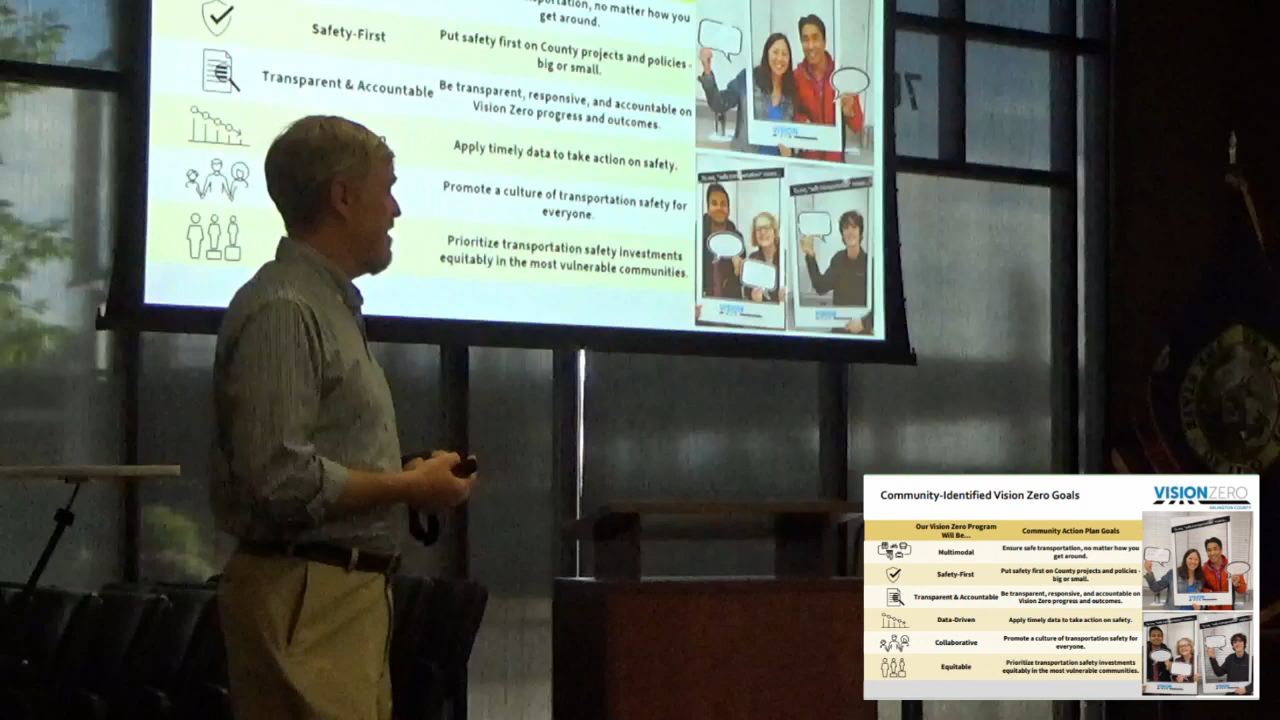 sportation, no matter how you
get around.
Safety-First
Put safety first on County projects and policies -
big or small.
Transparent & Accountable
Be transparent, responsive, and accountable on
Vision Zero progress and outcomes.
Apply timely data to take action on safety.
Promote a culture of transportation safety for
everyone.
Prioritize transportation safety investments
equitably in the most vulnerable communities.
VISION
VISION
Community-Identified Vision Zero Goals
VISIONZERO
ARLINGTON COUNTY
Our Vision Zero Program
Will Be...
Community Action Plan Goals
Multimodal
Ensure safe transportation, no matter how you
get around.
Safety-First
Put safety first on County projects and policies -
big or small.
Transparent & Accountable
Be transparent, responsive, and accountable on
Vision Zero progress and outcomes.
Data-Driven
Apply timely data to take action on safety.
Collaborative
Promote a culture of transportation safety for
everyone.
Equitable
Prioritize transportation safety investments
equitably in the most vulnerable communities.